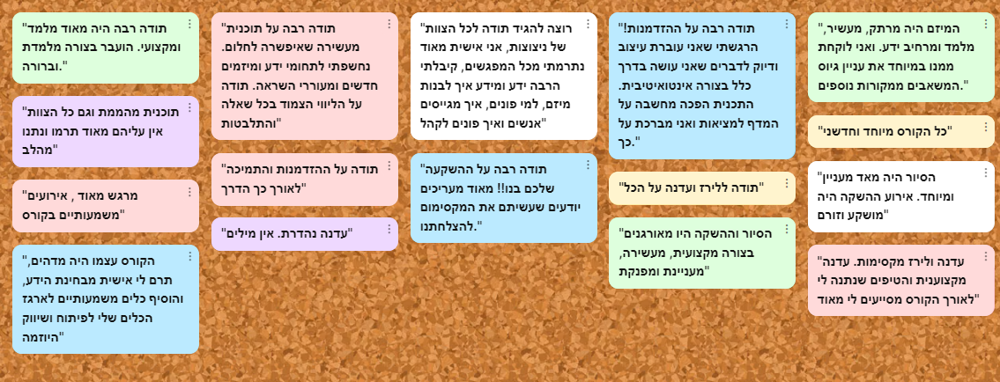 "תודה רבה היה מאוד מלמד
ומקצועי. הועבר בצורה מלמדת
וברורה."
"תוכנית מהממת וגם כל הצוות
אין עליהם מאוד תרמו ונתנו
מהלב"
"מרגש מאוד , אירועים
משמעותיים בקורס"
"הקורס עצמו היה מדהים,
תרם לי אישית מבחינת הידע,
והוסיף כלים משמעותיים לארגז
הכלים שלי לפיתוח ושיווק
היוזמה"
"תודה רבה על תוכנית
מעשירה שאיפשרה לחלום.
נחשפתי לתחומי ידע ומיזמים
חדשים ומעוררי השראה. תודה
על הליווי הצמוד בכל שאלה
והתלבטות"
"תודה על ההזדמנות והתמיכה
לאורך כך הדרך"
"עדנה נהדרת. אין מילים"
"רוצה להגיד תודה לכל הצוות
של ניצוצות, אני אישית מאוד
נתרמתי מכל המפגשים, קיבלתי
הרבה ידע ומידע איך לבנות
מיזם, למי פונים, איך מגייסים
אנשים ואיך פונים לקהל"
"תודה רבה על ההשקעה
שלכם בנו!! מאוד מעריכים
יודעים שעשיתם את המקסימום
להצלחתנו."
"תודה רבה על ההזדמנות!
הרגשתי שאני עוברת עיצוב
ודיוק לדברים שאני עושה בדרך
כלל בצורה אינטואיטיבית.
התכנית הפכה מחשבה על
המדף למציאות ואני מברכת על
כך."
"תודה ללירז ועדנה על הכל"
"הסיור וההשקה היו מאורגנים
בצורה מקצועית, מעשירה,
מעניינת ומפנקת"
"המיזם היה מרתק, מעשיר,
מלמד ומרחיב ידע. ואני לוקחת
ממנו במיוחד את עניין גיוס
המשאבים ממקורות נוספים."
"כל הקורס מיוחד וחדשני"
"הסיור היה מאד מעניין
ומיוחד. אירוע ההשקה היה
מושקע וזורם"
"עדנה ולירז מקסימות. עדנה
מקצוענית והטיפים שנתנה לי
לאורך הקורס מסייעים לי מאוד"